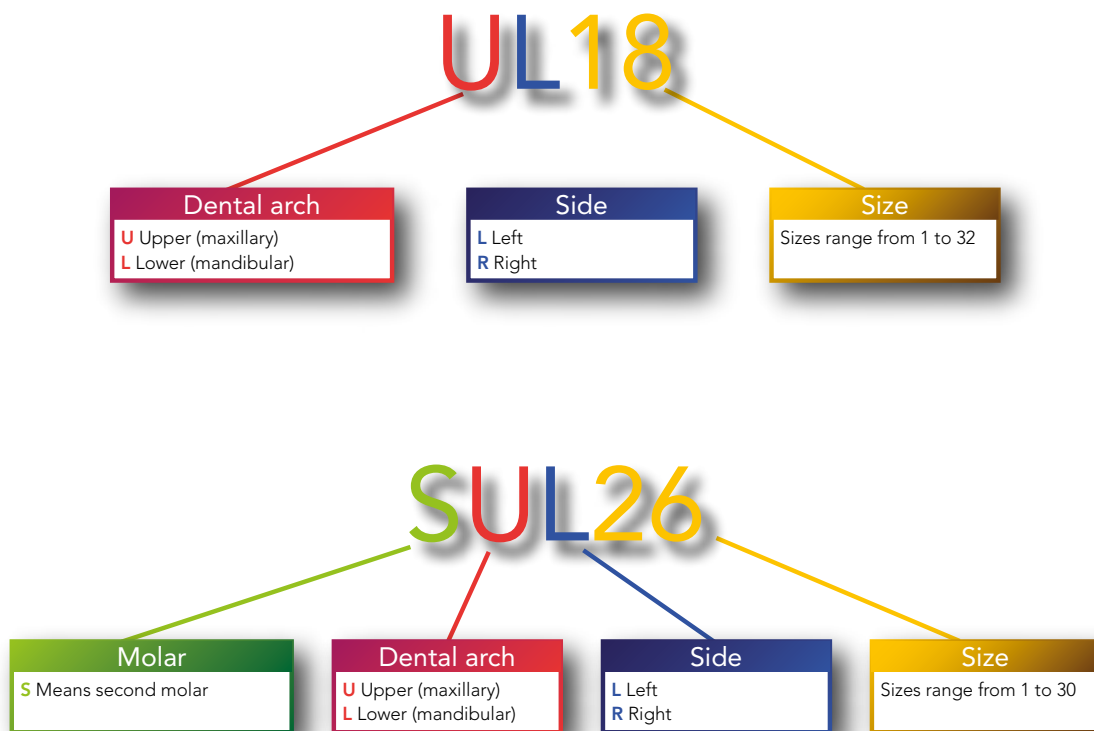 UL18
Dental arch
U Upper (maxillary)
L Lower (mandibular)
Side
L Left
R Right
Size
Sizes range from 1 to 32
SUL26
Molar
S Means second molar
Dental arch
U Upper (maxillary)
L Lower (mandibular)
Side
L Left
R Right
Size
Sizes range from 1 to 30